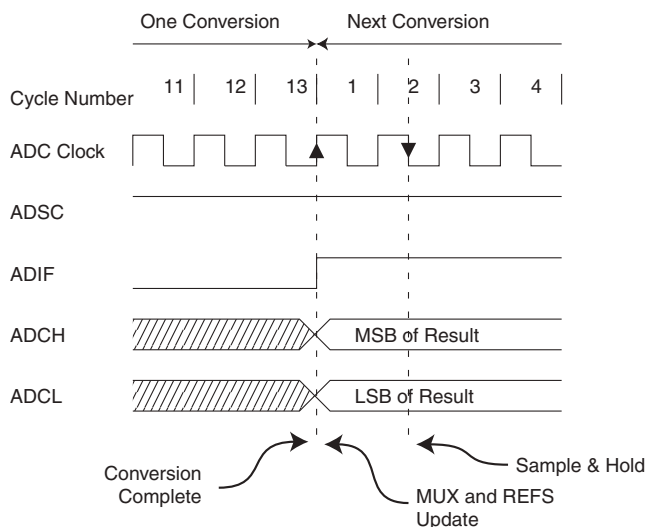 One Conversion Next Conversion
Cycle Number 11 12 13 1 2 3 4
ADC Clock
ADSC
ADIF
ADCH MSB of Result
ADCL LSB of Result
Conversion
Complete
MUX and REFS
Update
Sample & Hold